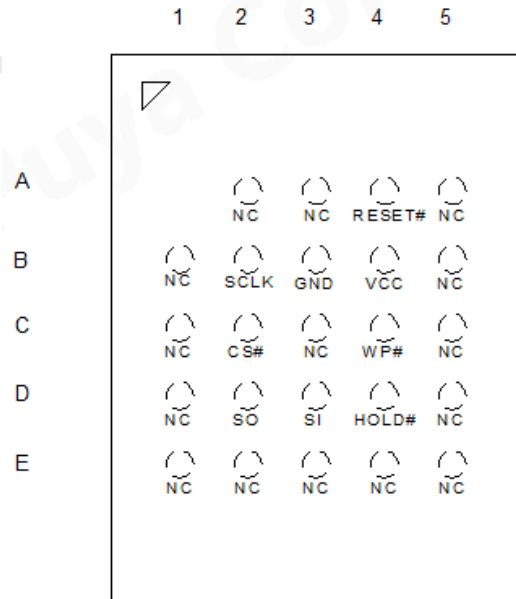 1 2 3 4 5
A
NC NC RESET# NC
B
NC SCLK GND VCC NC
C
NC CS# NC WP# NC
D
NC SO SI HOLD# NC
E
NC NC NC NC NC